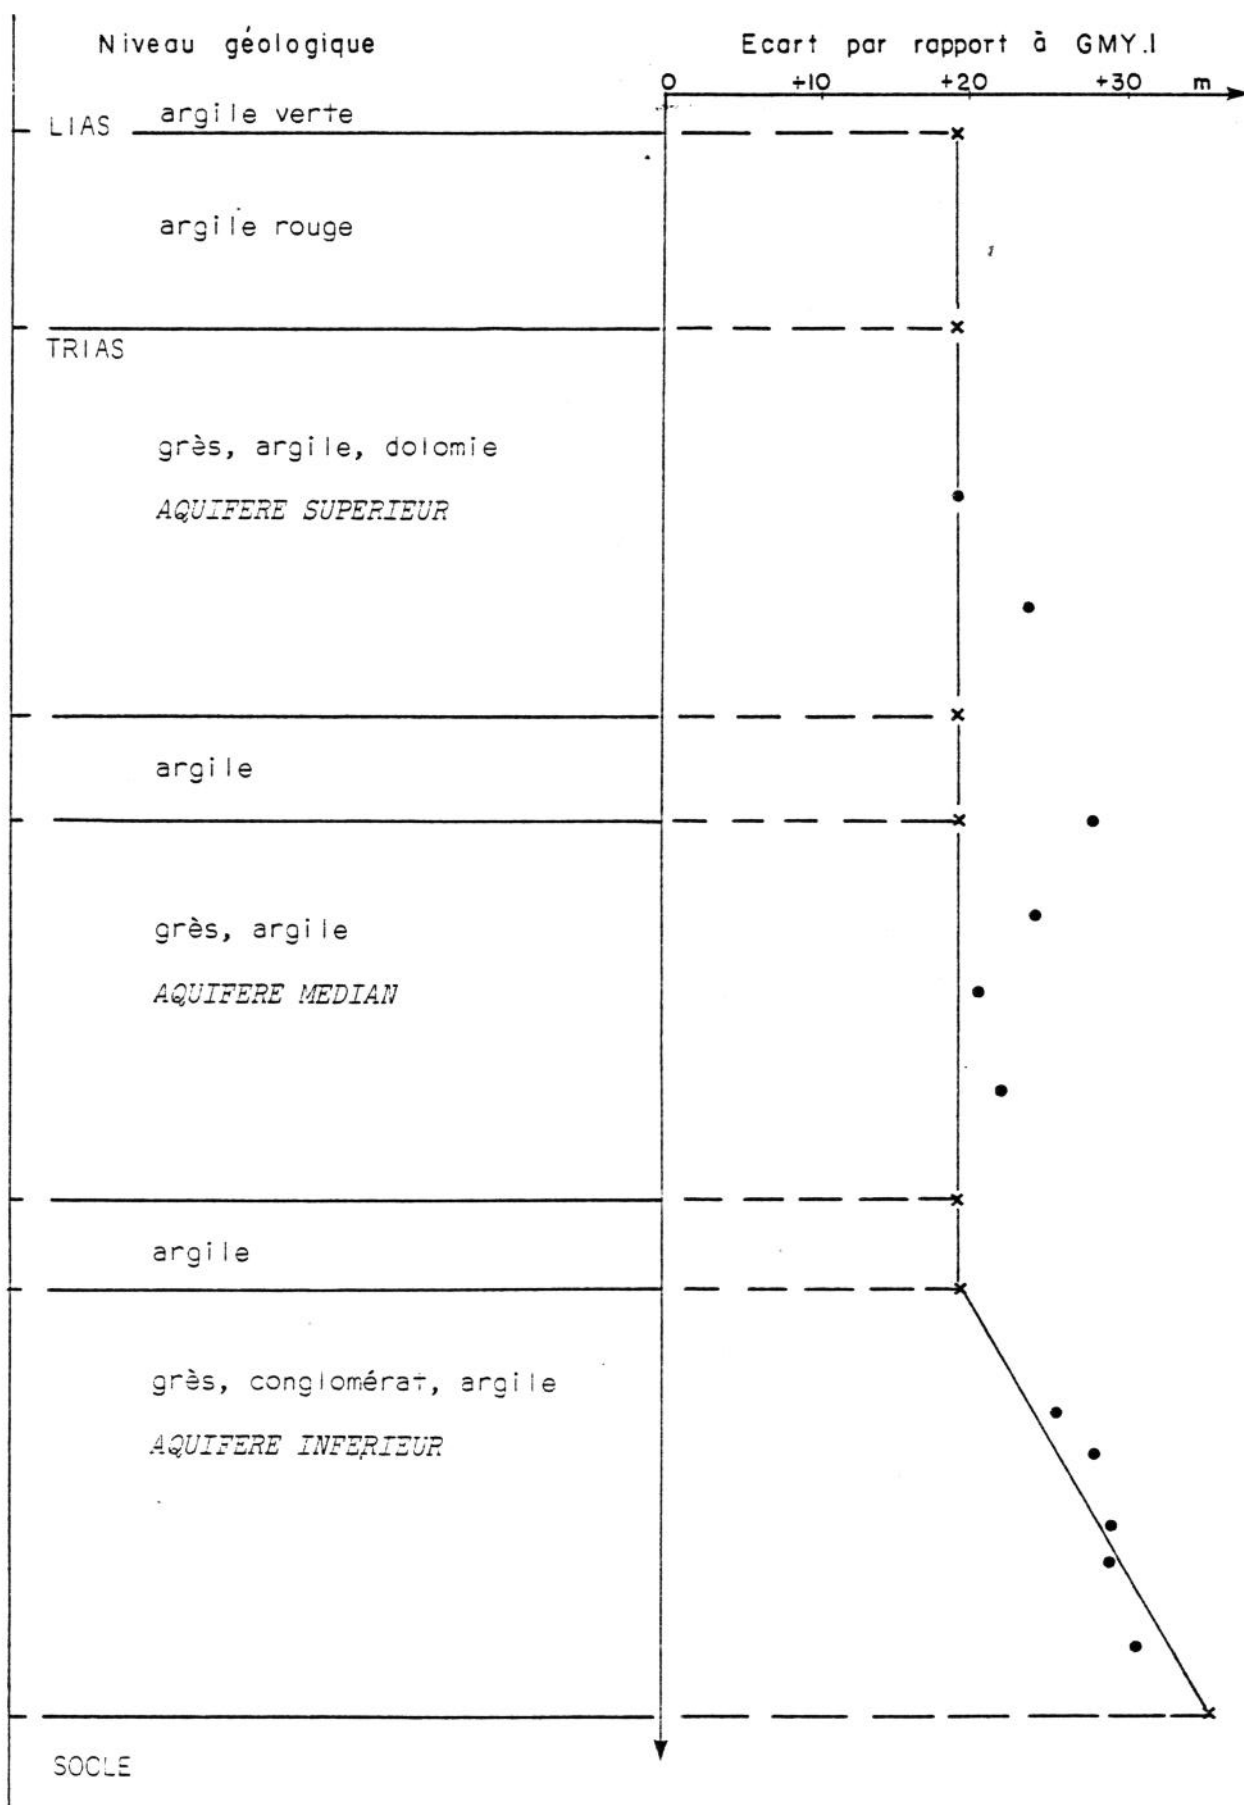 Niveau géologique
Ecart par rapport à GMY.1
0 +10 +20 +30 m
argile verte
LIAS
argile rouge
TRIAS
grès, argile, dolomie
AQUIFERE SUPERIEUR
argile
grès, argile
AQUIFERE MEDIAN
argile
grès, conglomérat, argile
AQUIFERE INFERIEUR
SOCLE